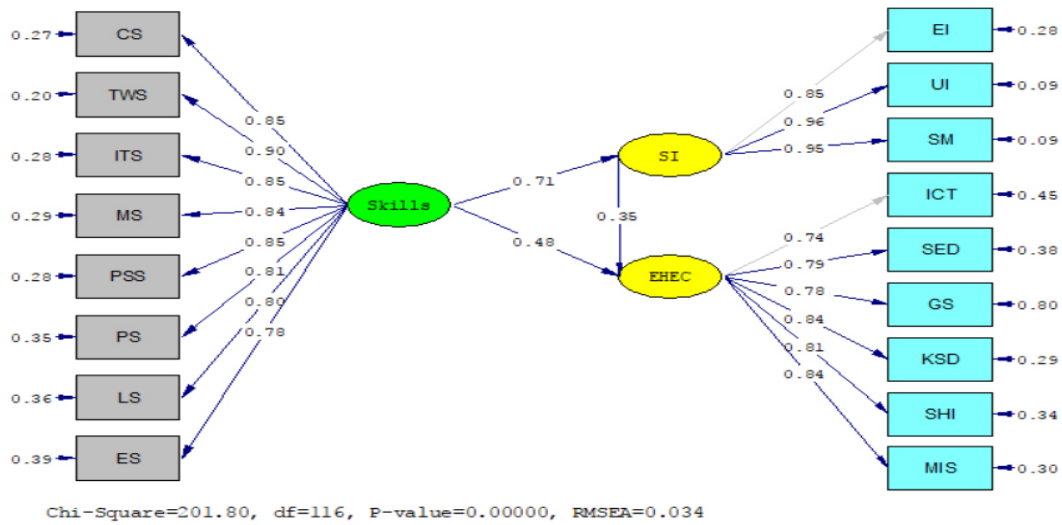 0.27 CS
0.20 TWS
0.28 ITS
0.29 MS
0.28 PSS
0.35 PS
0.36 LS
0.39 ES
0.85
0.90
0.85
0.84
0.85
0.81
0.80
0.78
Skills
0.71
0.48
SI
0.35
EHEC
0.85
0.96
0.95
0.74
0.79
0.78
0.84
0.81
0.84
EI 0.28
UI 0.09
SM 0.09
ICT 0.45
SED 0.38
GS 0.80
KSD 0.29
SHI 0.34
MIS 0.30
Chi-Square=201.80, df=116, P-value=0.00000, RMSEA=0.034